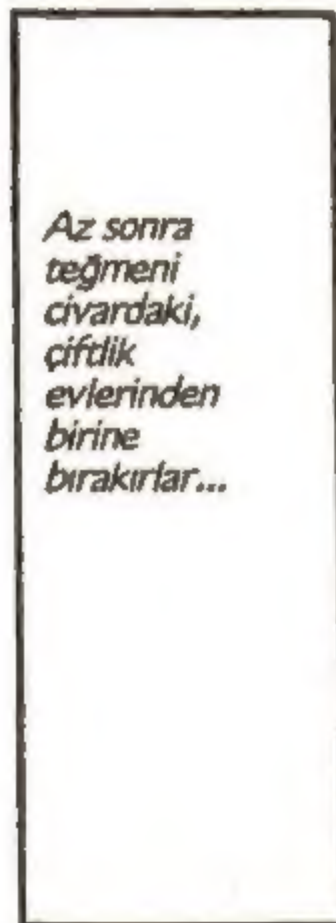 Az sonra
teğmeni
civardaki,
çiftlik
evlerinden
birine
bırakırlar...